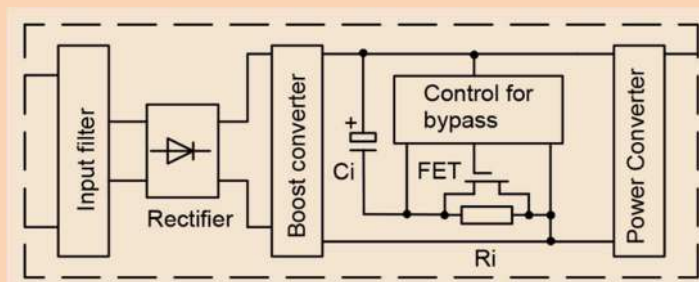 Input filter
Rectifier
Boost converter
+
Ci
Control for
bypass
FET
Ri
Power Converter